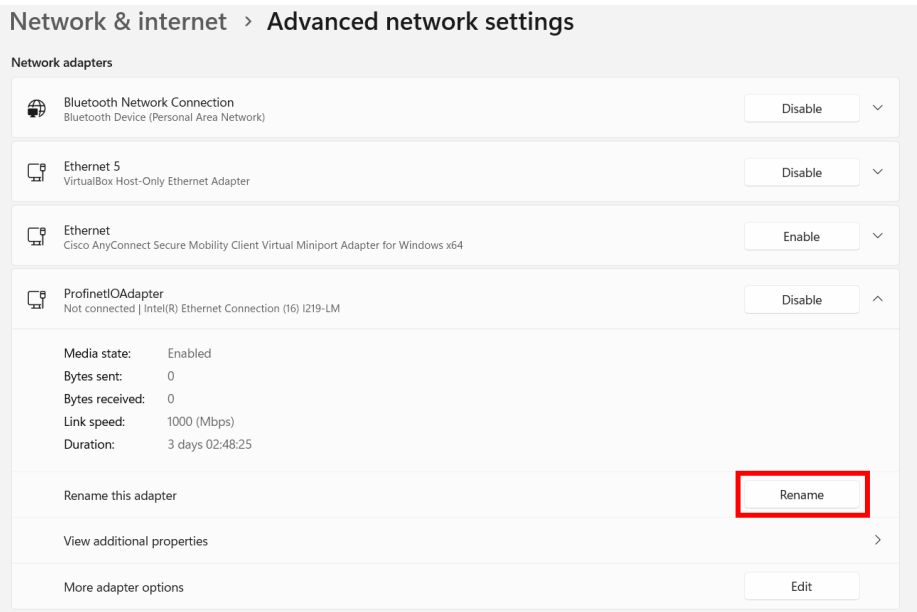 Network & internet > Advanced network settings
Network adapters
Bluetooth Network Connection
Bluetooth Device (Personal Area Network)
Disable
Ethernet 5
VirtualBox Host-Only Ethernet Adapter
Disable
Ethernet
Cisco AnyConnect Secure Mobility Client Virtual Miniport Adapter for Windows x64
Enable
ProfinetIOAdapter
Not connected | Intel(R) Ethernet Connection (16) I219-LM
Disable
Media state: Enabled
Bytes sent: 0
Bytes received: 0
Link speed: 1000 (Mbps)
Duration: 3 days 02:48:25
Rename this adapter Rename
View additional properties
More adapter options Edit